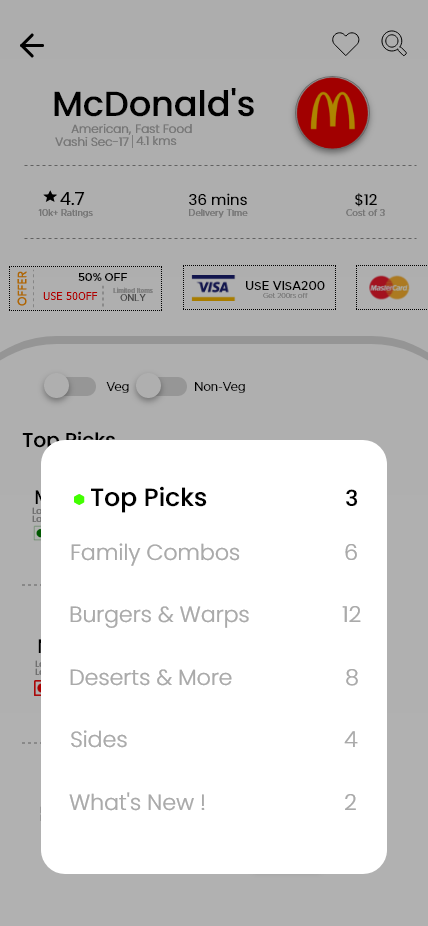 McDonald's
American, Fast Food
Vashi Sec-17 | 4.1 kms
4.7
10k+ Ratings
36 mins
Delivery Time
$12
Cost of 3
OFFER
50% OFF
USE 50OFF
Limited Items
ONLY
VISA
USE VISA200
Get 200rs off
MasterCard
Veg
Non-Veg
Top Picks
Top Picks 3
Family Combos 6
Burgers & Warps 12
Deserts & More 8
Sides 4
What's New ! 2